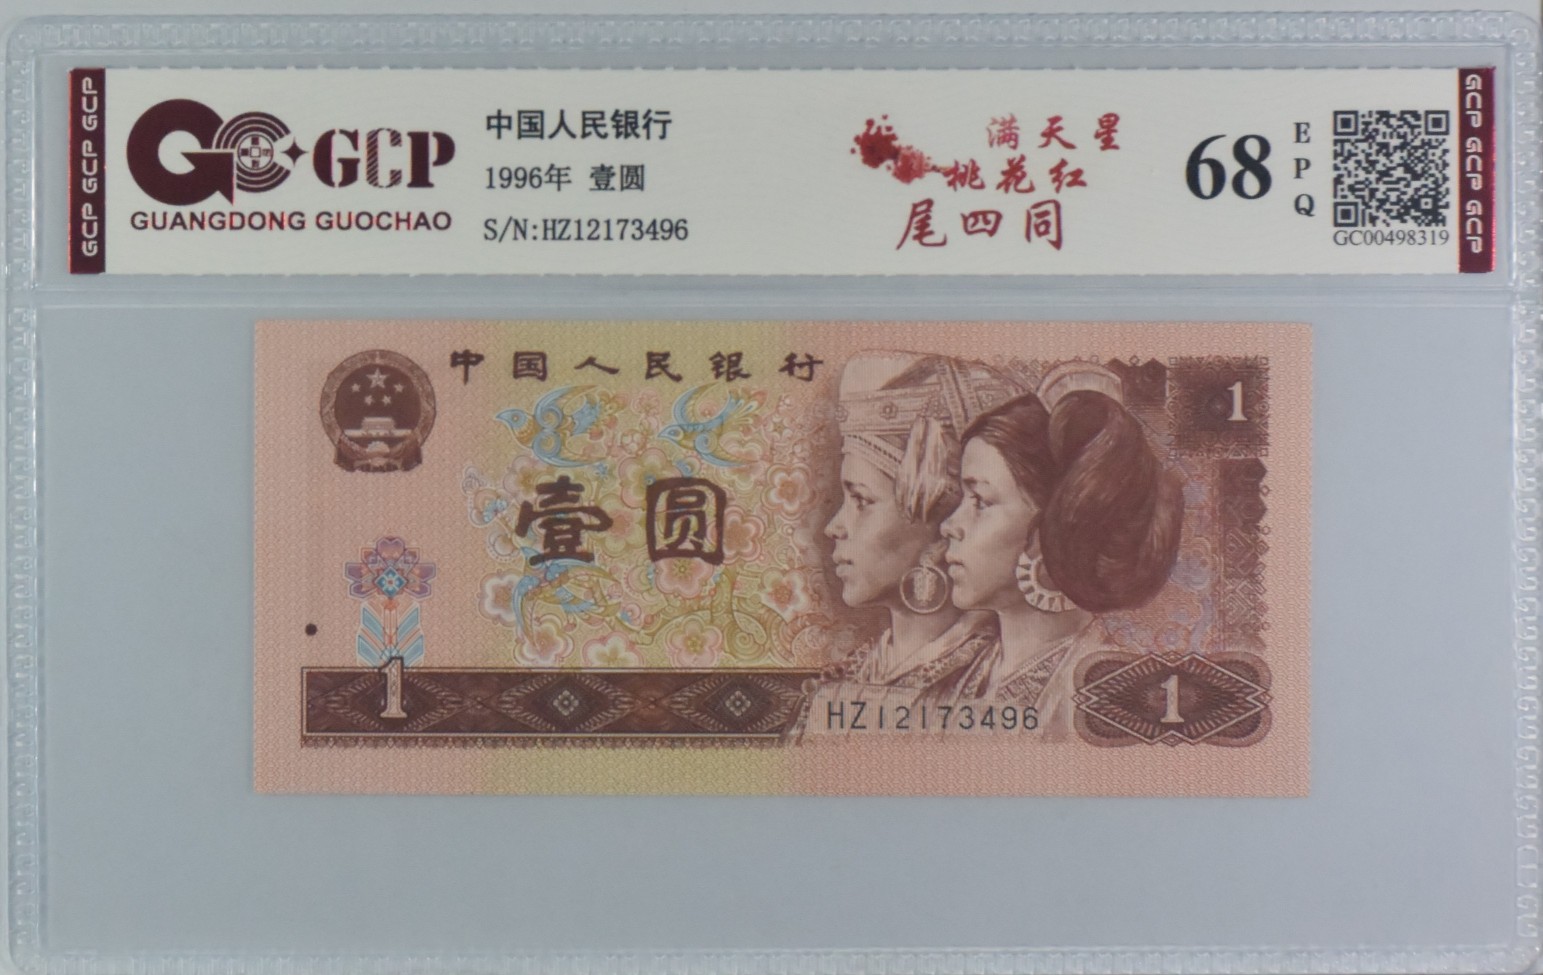 GCP GCP GCP
GCP
GUANGDONG GUOCHAO
中国人民银行
1996年 壹圆
S/N:HZ12173496
满天星
桃花红
尾四同
68
EPQ
GC00498319
GCP GCP GCP
中国人民银行
1
壹圆
1
HZ12173496
1